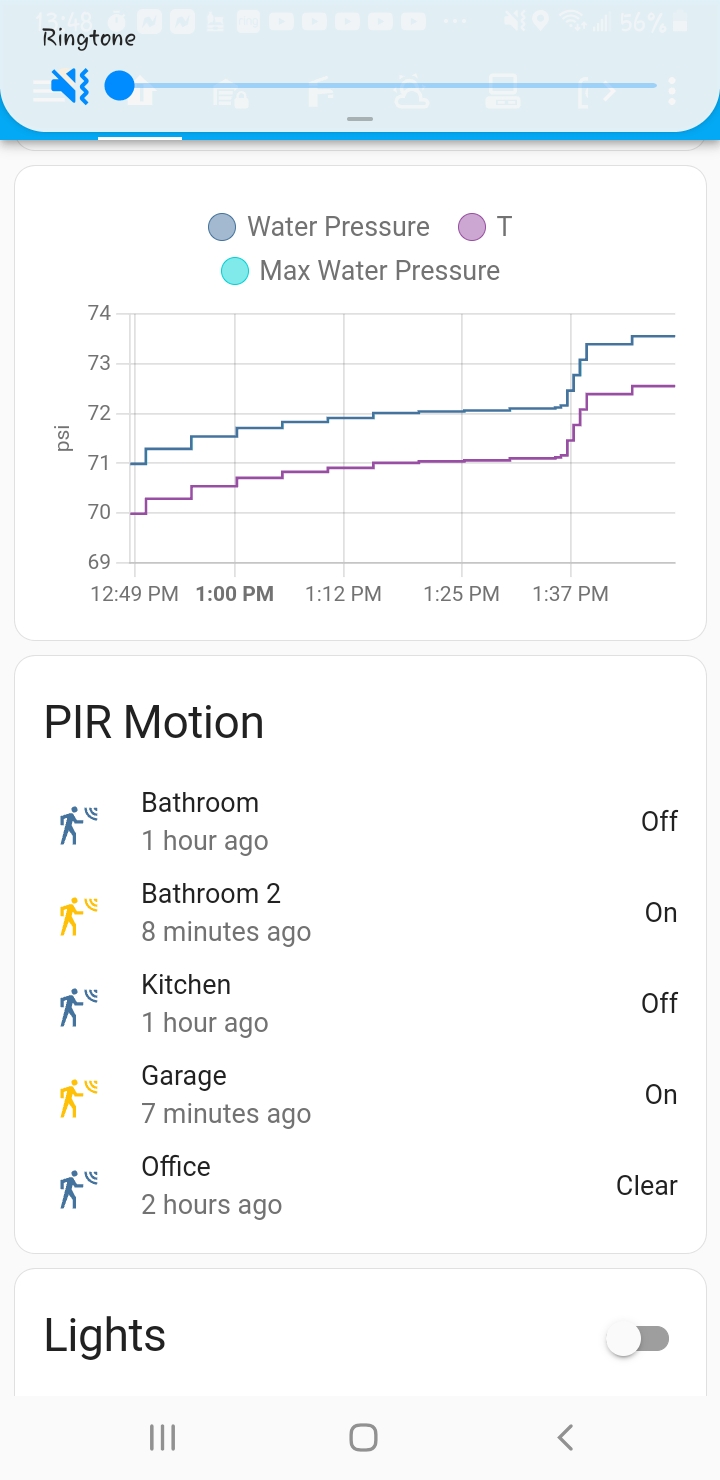 13:48
56%
Ringtone
Water Pressure
T
Max Water Pressure
74
73
72
71
70
69
psi
12:49 PM 1:00 PM 1:12 PM 1:25 PM 1:37 PM
PIR Motion
Bathroom
1 hour ago
Off
Bathroom 2
8 minutes ago
On
Kitchen
1 hour ago
Off
Garage
7 minutes ago
On
Office
2 hours ago
Clear
Lights